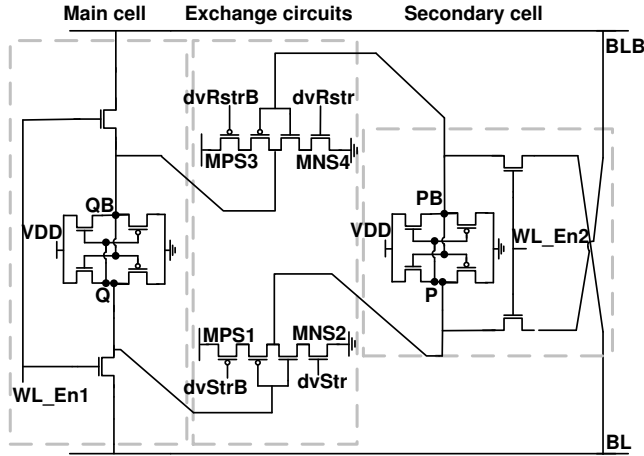 Main cell Exchange circuits Secondary cell
BLB
dvRstrB dvRstr
MPS3 MNS4
QB PB
VDD VDD WL_En2
Q P
MPS1 MNS2
dvStrB dvStr
WL_En1
BL